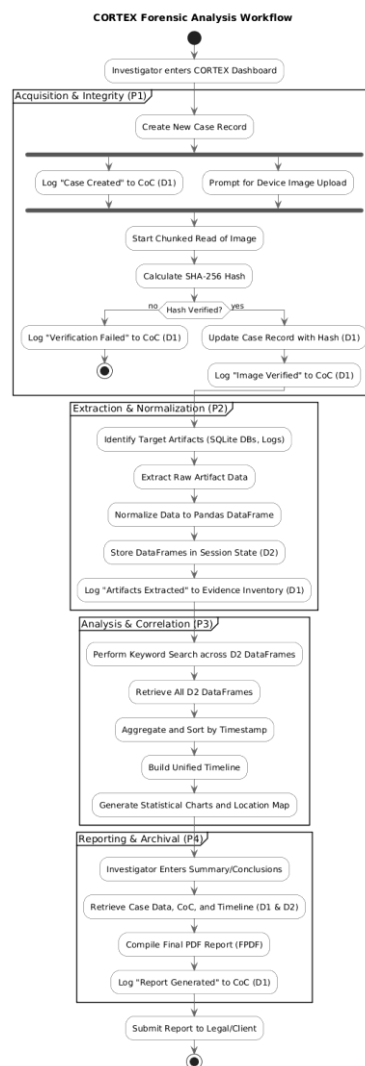 CORTEX Forensic Analysis Workflow
Investigator enters CORTEX Dashboard
Acquisition & Integrity (P1)
Create New Case Record
Log "Case Created" to CoC (D1)
Prompt for Device Image Upload
Start Chunked Read of Image
Calculate SHA-256 Hash
no
Hash Verified?
yes
Log "Verification Failed" to CoC (D1)
Update Case Record with Hash (D1)
Log "Image Verified" to CoC (D1)
Extraction & Normalization (P2)
Identify Target Artifacts (SQLite DBs, Logs)
Extract Raw Artifact Data
Normalize Data to Pandas DataFrame
Store DataFrames in Session State (D2)
Log "Artifacts Extracted" to Evidence Inventory (D1)
Analysis & Correlation (P3)
Perform Keyword Search across D2 DataFrames
Retrieve All D2 DataFrames
Aggregate and Sort by Timestamp
Build Unified Timeline
Generate Statistical Charts and Location Map
Reporting & Archival (P4)
Investigator Enters Summary/Conclusions
Retrieve Case Data, CoC, and Timeline (D1 & D2)
Compile Final PDF Report (FPDF)
Log "Report Generated" to CoC (D1)
Submit Report to Legal/Client